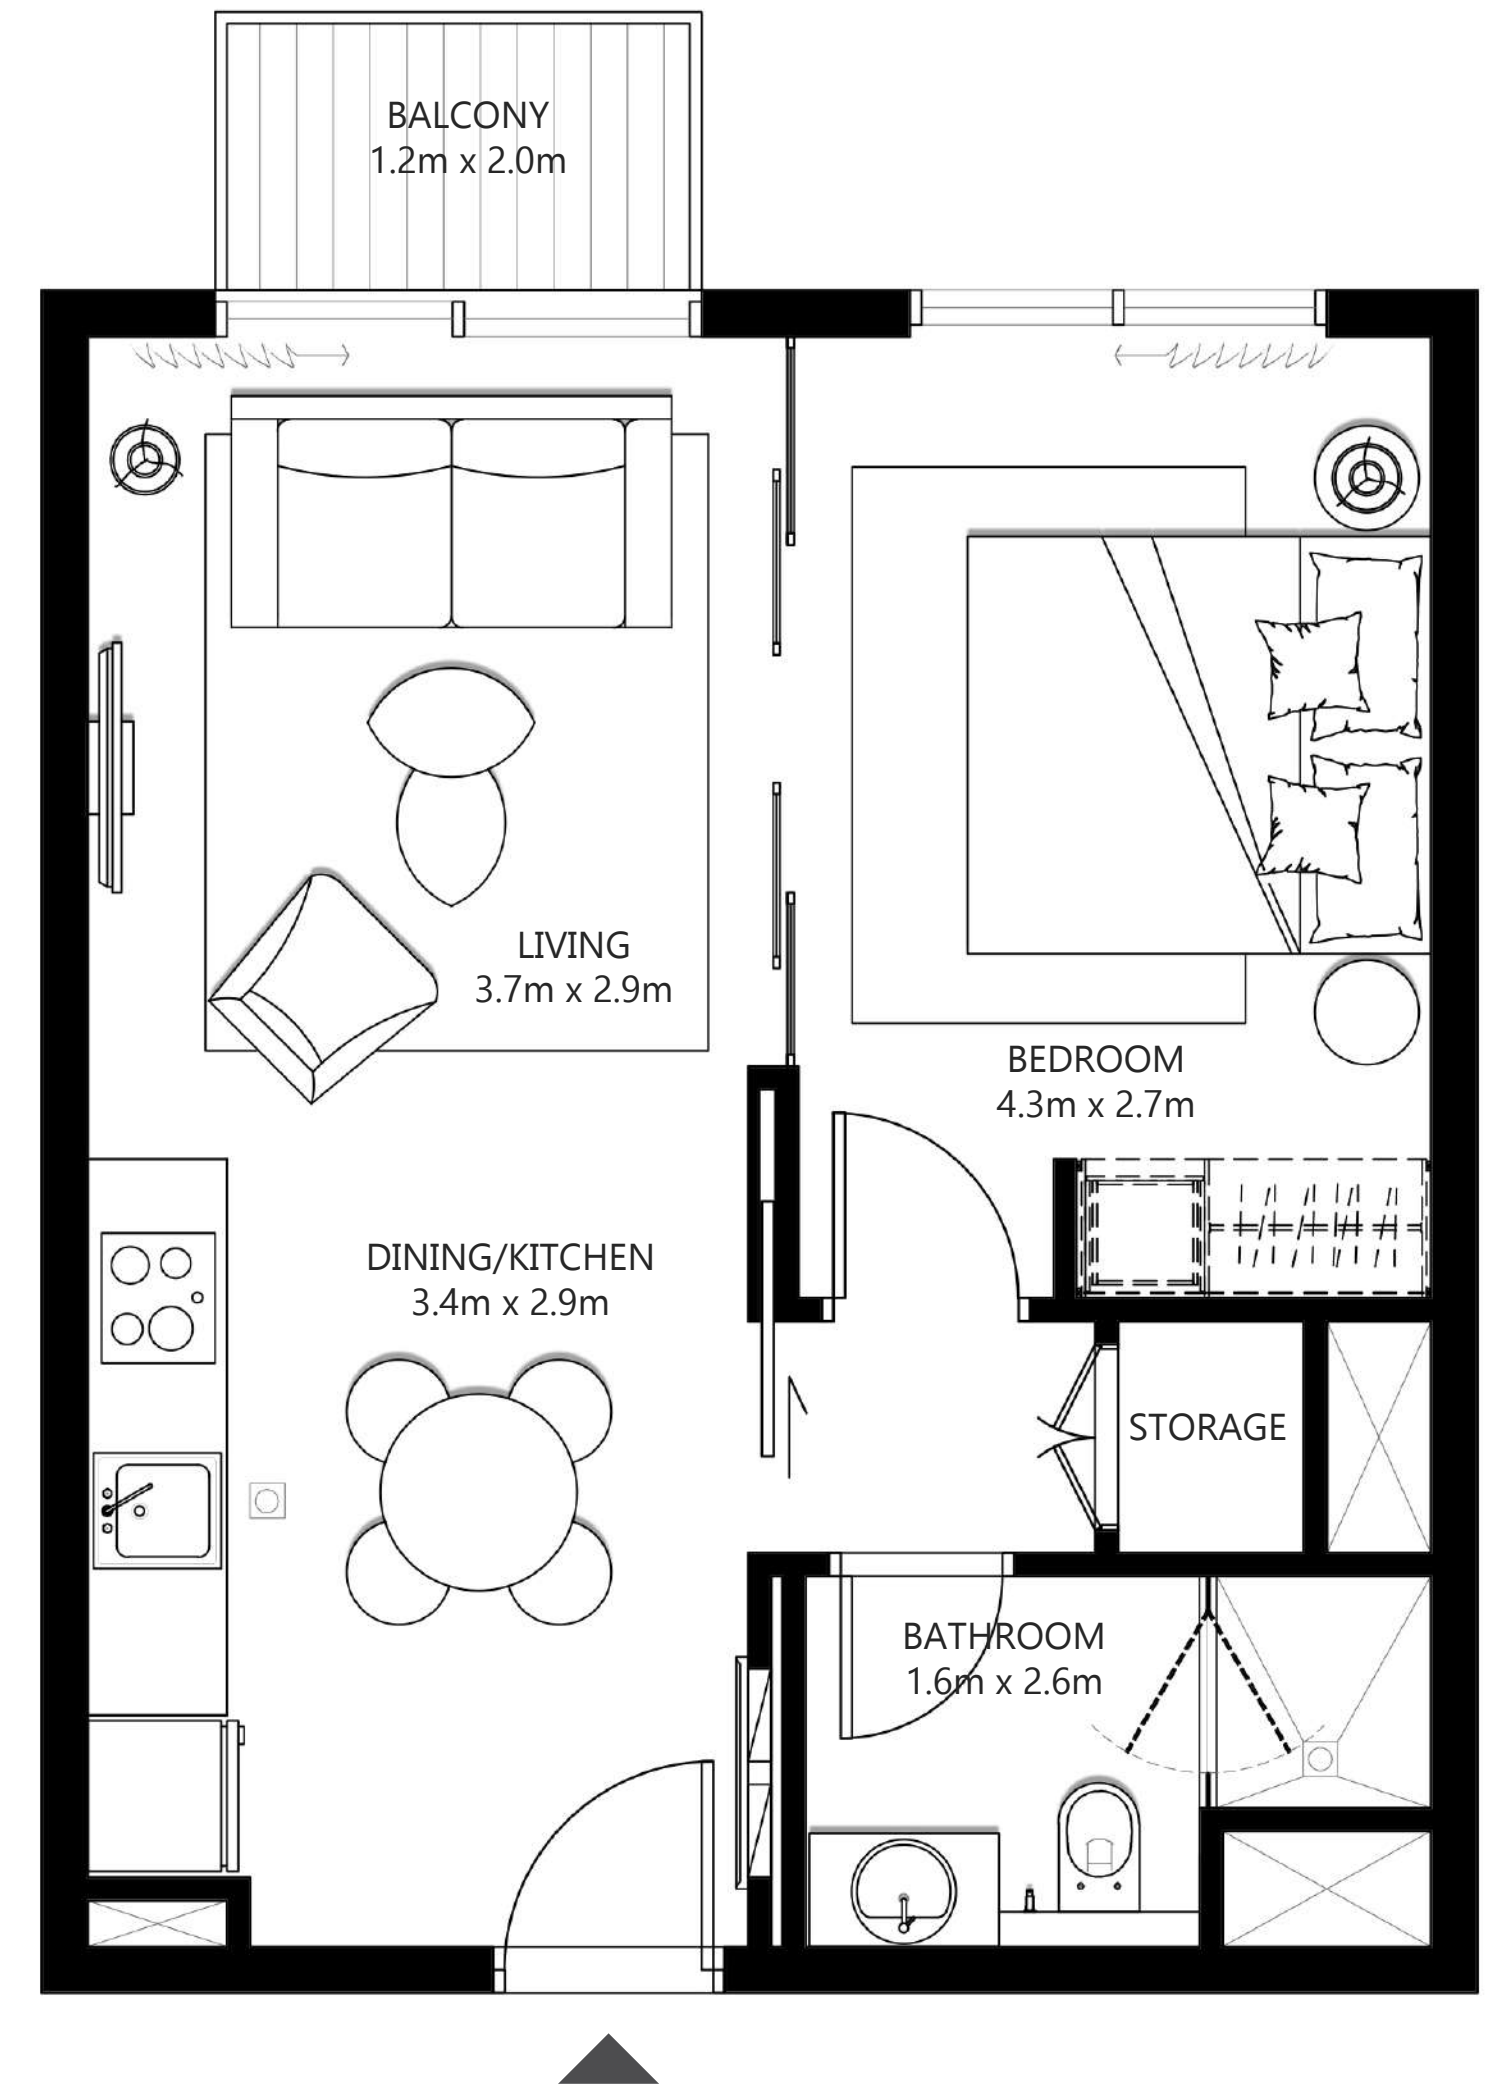 BALCONY
1.2m x 2.0m
LIVING
3.7m x 2.9m
BEDROOM
4.3m x 2.7m
DINING/KITCHEN
3.4m x 2.9m
STORAGE
BATHROOM
1.6m x 2.6m